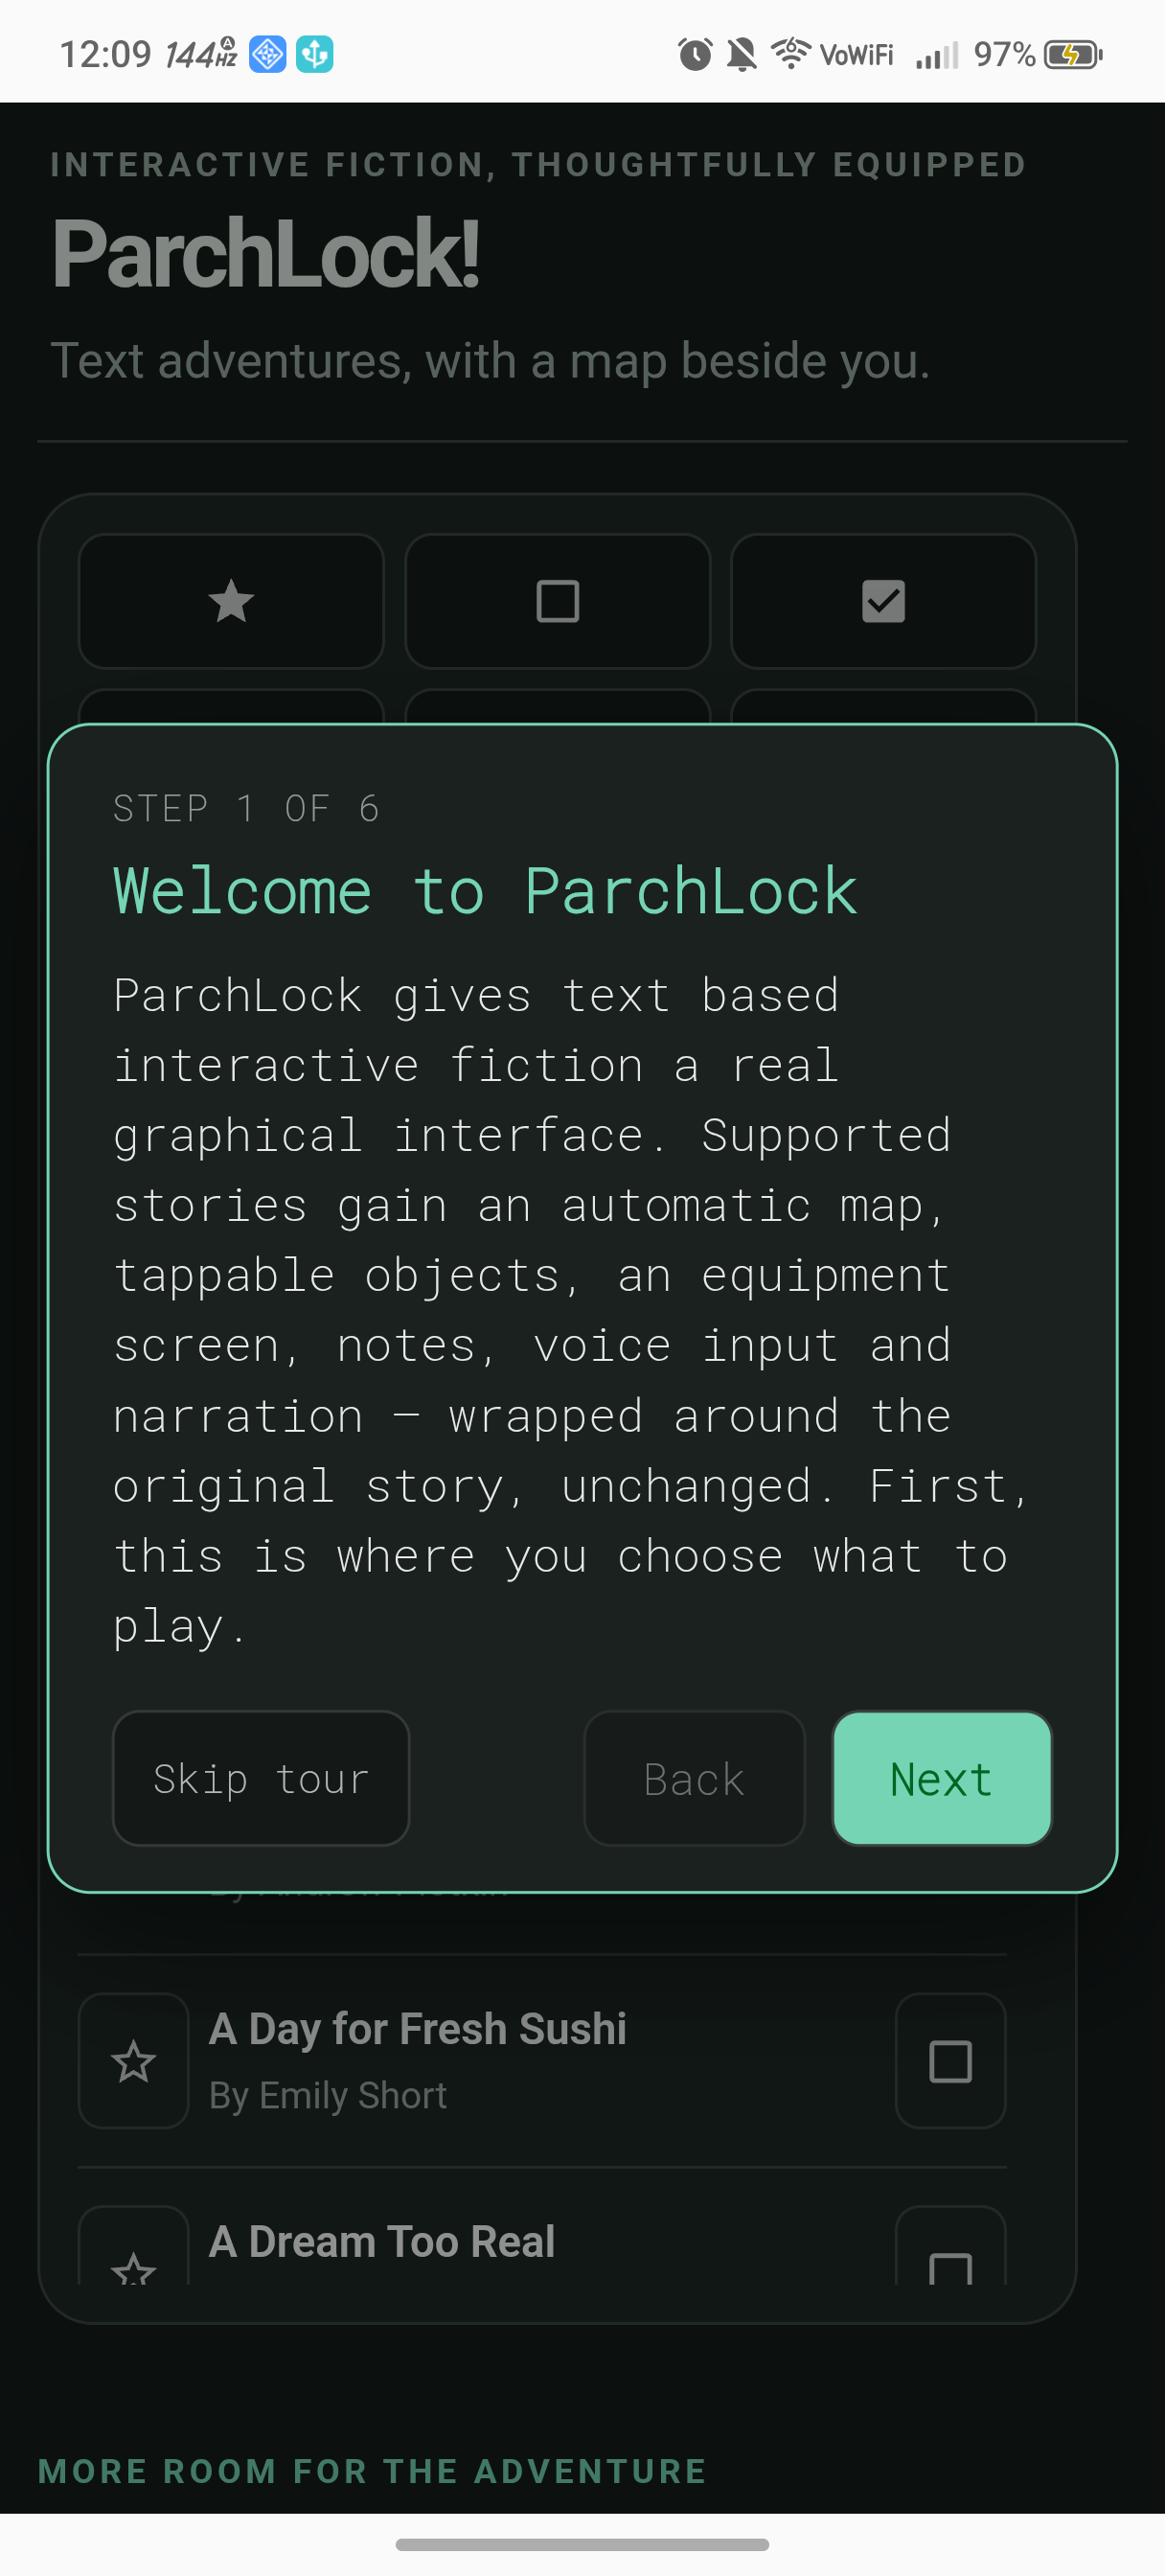 12:09 144HZ VoWiFi 97%
INTERACTIVE FICTION, THOUGHTFULLY EQUIPPED
ParchLock!
Text adventures, with a map beside you.
STEP 1 OF 6
Welcome to ParchLock
ParchLock gives text based
interactive fiction a real
graphical interface. Supported
stories gain an automatic map,
tappable objects, an equipment
screen, notes, voice input and
narration — wrapped around the
original story, unchanged. First,
this is where you choose what to
play.
Skip tour Back Next
A Day for Fresh Sushi
By Emily Short
A Dream Too Real
MORE ROOM FOR THE ADVENTURE